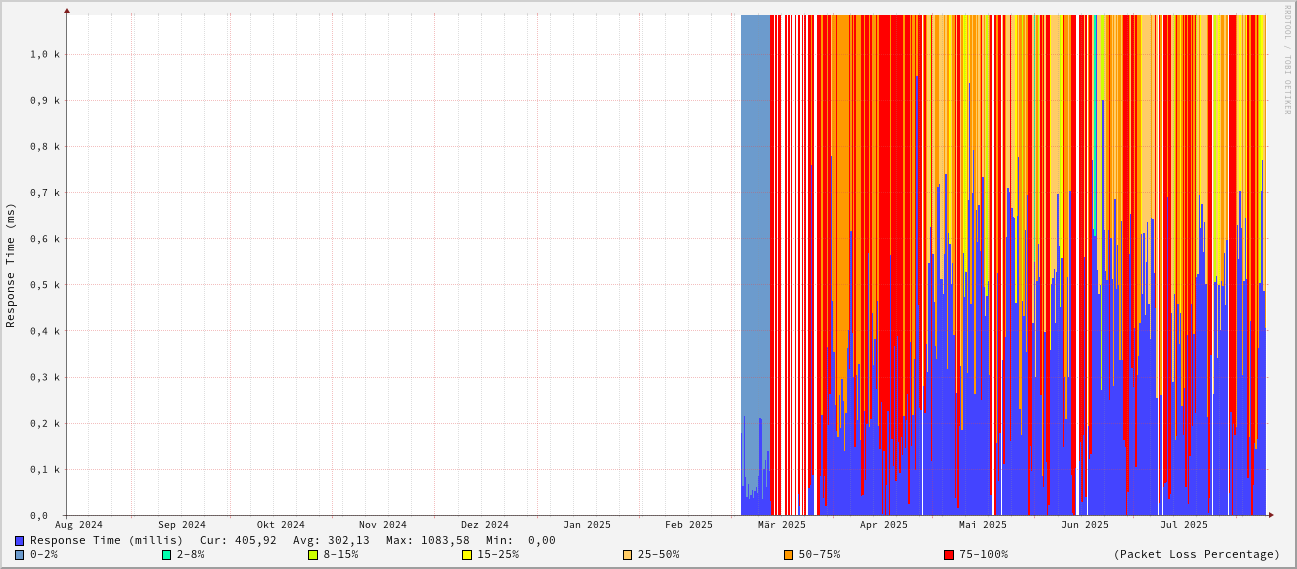 RRDTOOL / TOBI OETIKER
Response Time (ms)
1,0 k
0,9 k
0,8 k
0,7 k
0,6 k
0,5 k
0,4 k
0,3 k
0,2 k
0,1 k
0,0
Aug 2024 Sep 2024 Okt 2024 Nov 2024 Dez 2024 Jan 2025 Feb 2025 Mär 2025 Apr 2025 Mai 2025 Jun 2025 Jul 2025
Response Time (millis) Cur: 405,92 Avg: 302,13 Max: 1083,58 Min: 0,00
0-2% 2-8% 8-15% 15-25% 25-50% 50-75% 75-100% (Packet Loss Percentage)